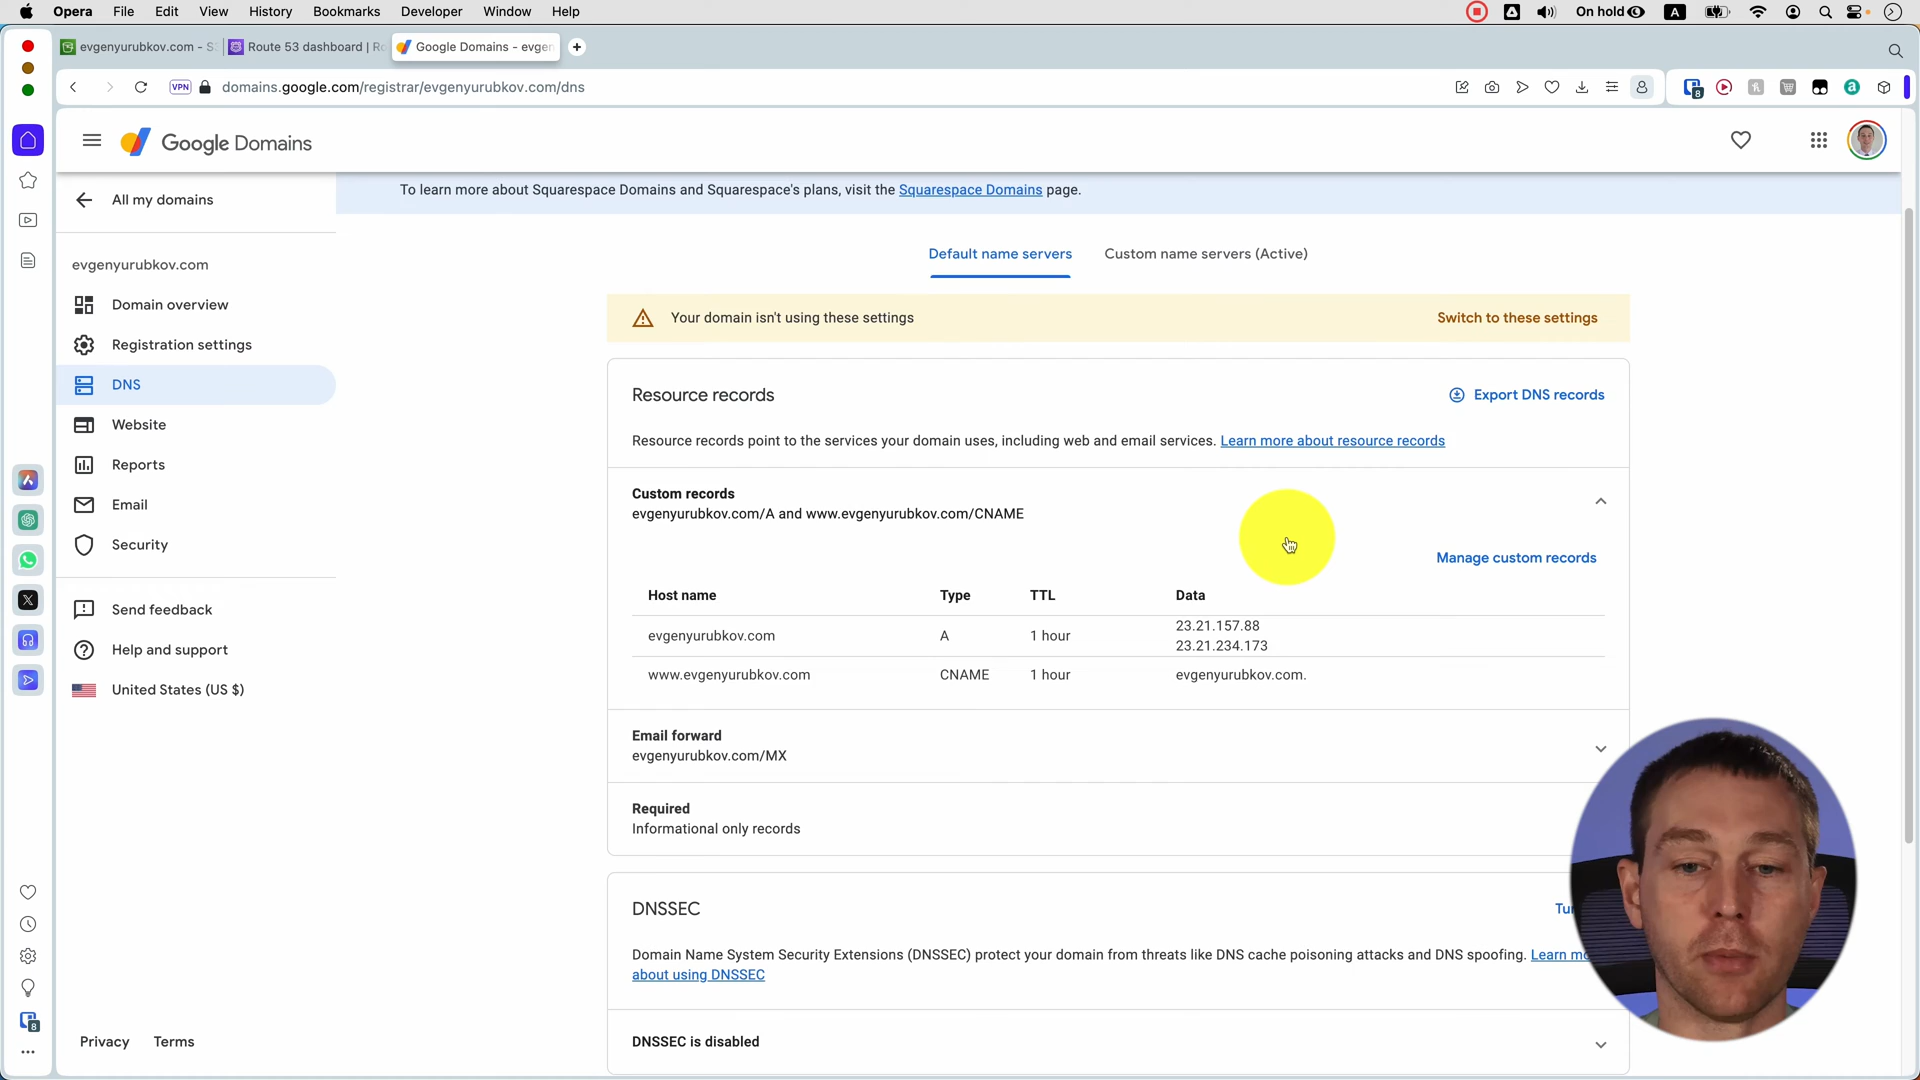 Opera File Edit View History Bookmarks Developer Window Help
On hold
A
evgenyurubkov.com - S
Route 53 dashboard | Ro
Google Domains - evgen
VPN
domains.google.com/registrar/evgenyurubkov.com/dns
8
a
Google Domains
All my domains
To learn more about Squarespace Domains and Squarespace's plans, visit the Squarespace Domains page.
evgenyurubkov.com
Domain overview
Registration settings
DNS
Website
Reports
Email
Security
Send feedback
Help and support
United States (US $)
Privacy Terms
Default name servers
Custom name servers (Active)
Your domain isn't using these settings
Switch to these settings
Resource records
Export DNS records
Resource records point to the services your domain uses, including web and email services. Learn more about resource records
Custom records
evgenyurubkov.com/A and www.evgenyurubkov.com/CNAME
Manage custom records
Host name Type TTL Data
evgenyurubkov.com A 1 hour 23.21.157.88
23.21.234.173
www.evgenyurubkov.com CNAME 1 hour evgenyurubkov.com.
Email forward
evgenyurubkov.com/MX
Required
Informational only records
DNSSEC
Tu
Domain Name System Security Extensions (DNSSEC) protect your domain from threats like DNS cache poisoning attacks and DNS spoofing. Learn mo
about using DNSSEC
DNSSEC is disabled
8